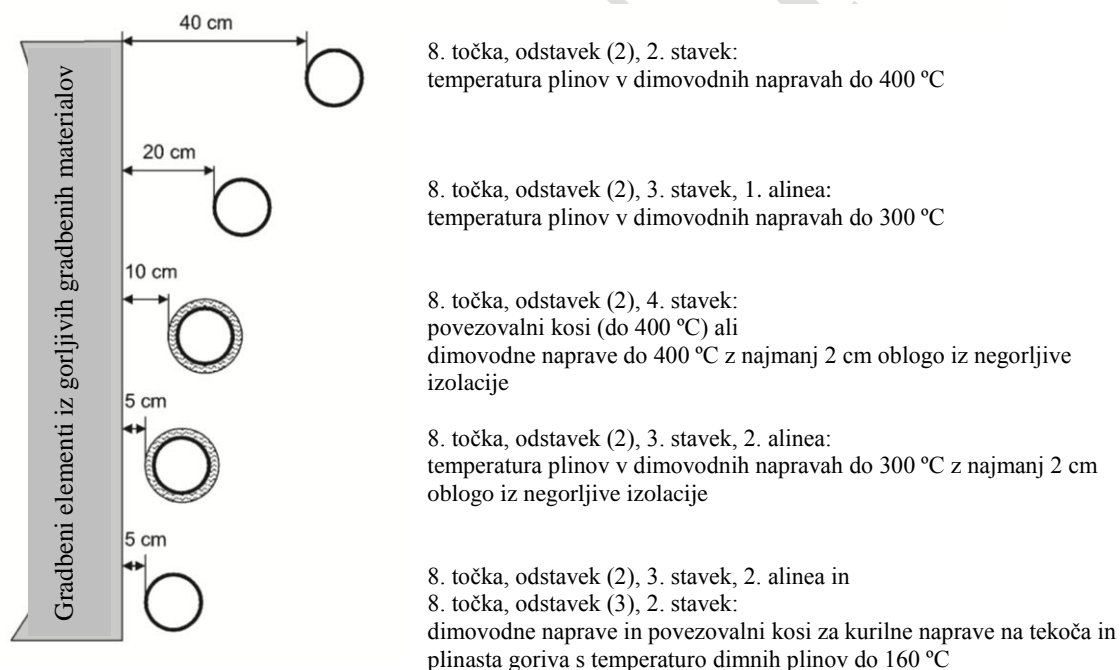 Gradbeni elementi iz gorljivih gradbenih materialov
40 cm
8. točka, odstavek (2), 2. stavek:
temperatura plinov v dimovodnih napravah do 400 ºC
20 cm
8. točka, odstavek (2), 3. stavek, 1. alinea:
temperatura plinov v dimovodnih napravah do 300 ºC
10 cm
8. točka, odstavek (2), 4. stavek:
povezovalni kosi (do 400 ºC) ali
dimovodne naprave do 400 ºC z najmanj 2 cm oblogo iz negorljive
izolacije
5 cm
8. točka, odstavek (2), 3. stavek, 2. alinea:
temperatura plinov v dimovodnih napravah do 300 ºC z najmanj 2 cm
oblogo iz negorljive izolacije
5 cm
8. točka, odstavek (2), 3. stavek, 2. alinea in
8. točka, odstavek (3), 2. stavek:
dimovodne naprave in povezovalni kosi za kurilne naprave na tekoča in
plinasta goriva s temperaturo dimnih plinov do 160 ºC